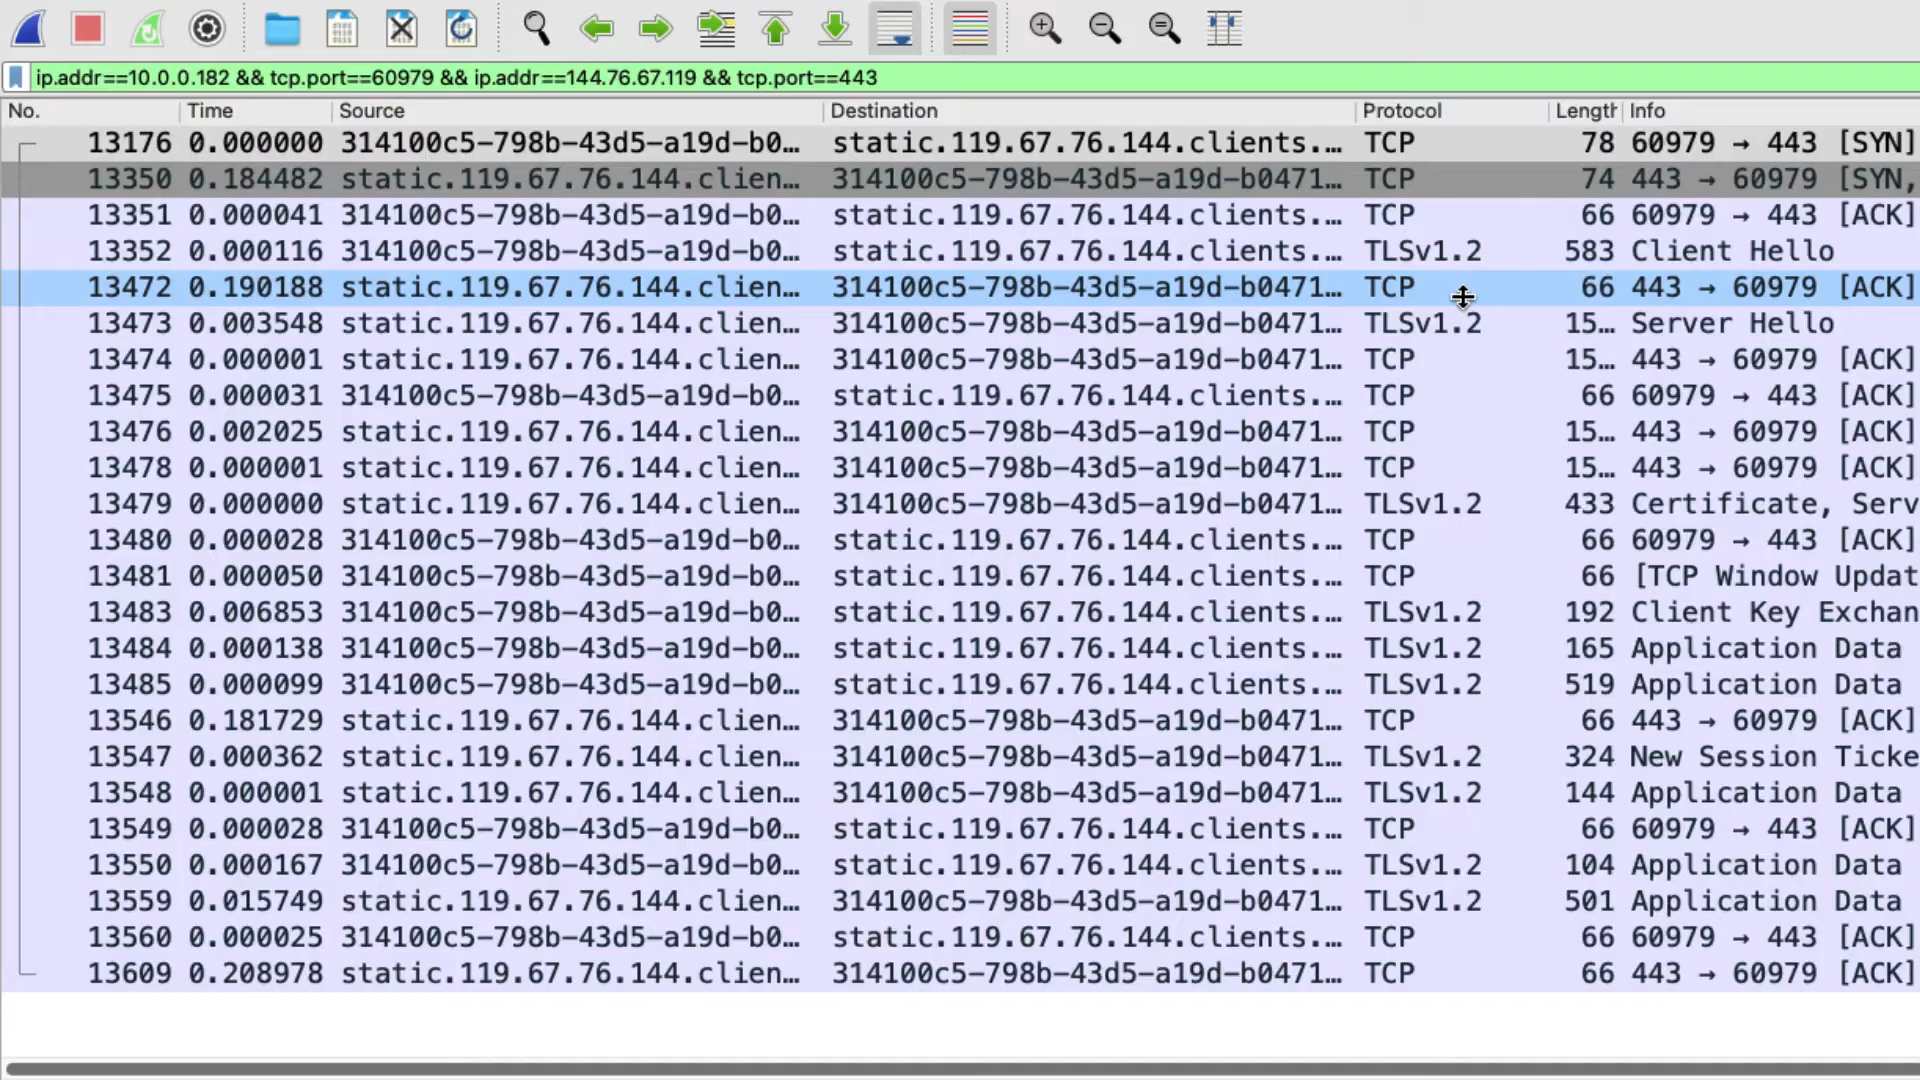 ip.addr==10.0.0.182 && tcp.port==60979 && ip.addr==144.76.67.119 && tcp.port==443
No. Time Source Destination Protocol Length Info
13176 0.000000 314100c5-798b-43d5-a19d-b0… static.119.67.76.144.clients.… TCP 78 60979 → 443 [SYN]
13350 0.184482 static.119.67.76.144.clien… 314100c5-798b-43d5-a19d-b0471… TCP 74 443 → 60979 [SYN,
13351 0.000041 314100c5-798b-43d5-a19d-b0… static.119.67.76.144.clients.… TCP 66 60979 → 443 [ACK]
13352 0.000116 314100c5-798b-43d5-a19d-b0… static.119.67.76.144.clients.… TLSv1.2 583 Client Hello
13472 0.190188 static.119.67.76.144.clien… 314100c5-798b-43d5-a19d-b0471… TCP 66 443 → 60979 [ACK]
13473 0.003548 static.119.67.76.144.clien… 314100c5-798b-43d5-a19d-b0471… TLSv1.2 15… Server Hello
13474 0.000001 static.119.67.76.144.clien… 314100c5-798b-43d5-a19d-b0471… TCP 15… 443 → 60979 [ACK]
13475 0.000031 314100c5-798b-43d5-a19d-b0… static.119.67.76.144.clients.… TCP 66 60979 → 443 [ACK]
13476 0.002025 static.119.67.76.144.clien… 314100c5-798b-43d5-a19d-b0471… TCP 15… 443 → 60979 [ACK]
13478 0.000001 static.119.67.76.144.clien… 314100c5-798b-43d5-a19d-b0471… TCP 15… 443 → 60979 [ACK]
13479 0.000000 static.119.67.76.144.clien… 314100c5-798b-43d5-a19d-b0471… TLSv1.2 433 Certificate, Serv
13480 0.000028 314100c5-798b-43d5-a19d-b0… static.119.67.76.144.clients.… TCP 66 60979 → 443 [ACK]
13481 0.000050 314100c5-798b-43d5-a19d-b0… static.119.67.76.144.clients.… TCP 66 [TCP Window Updat
13483 0.006853 314100c5-798b-43d5-a19d-b0… static.119.67.76.144.clients.… TLSv1.2 192 Client Key Exchan
13484 0.000138 314100c5-798b-43d5-a19d-b0… static.119.67.76.144.clients.… TLSv1.2 165 Application Data
13485 0.000099 314100c5-798b-43d5-a19d-b0… static.119.67.76.144.clients.… TLSv1.2 519 Application Data
13546 0.181729 static.119.67.76.144.clien… 314100c5-798b-43d5-a19d-b0471… TCP 66 443 → 60979 [ACK]
13547 0.000362 static.119.67.76.144.clien… 314100c5-798b-43d5-a19d-b0471… TLSv1.2 324 New Session Ticke
13548 0.000001 static.119.67.76.144.clien… 314100c5-798b-43d5-a19d-b0471… TLSv1.2 144 Application Data
13549 0.000028 314100c5-798b-43d5-a19d-b0… static.119.67.76.144.clients.… TCP 66 60979 → 443 [ACK]
13550 0.000167 314100c5-798b-43d5-a19d-b0… static.119.67.76.144.clients.… TLSv1.2 104 Application Data
13559 0.015749 static.119.67.76.144.clien… 314100c5-798b-43d5-a19d-b0471… TLSv1.2 501 Application Data
13560 0.000025 314100c5-798b-43d5-a19d-b0… static.119.67.76.144.clients.… TCP 66 60979 → 443 [ACK]
13609 0.208978 static.119.67.76.144.clien… 314100c5-798b-43d5-a19d-b0471… TCP 66 443 → 60979 [ACK]